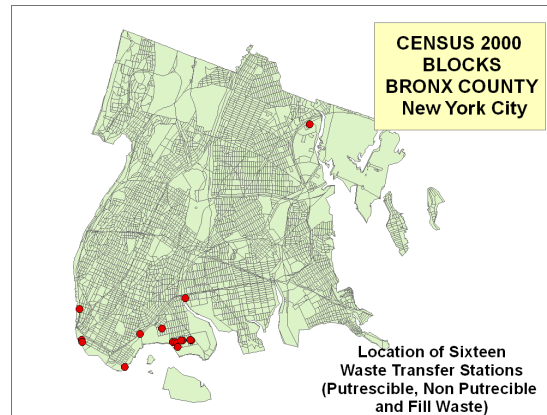 CENSUS 2000
BLOCKS
BRONX COUNTY
New York City
Location of Sixteen
Waste Transfer Stations
(Putrescible, Non Putrecible
and Fill Waste)